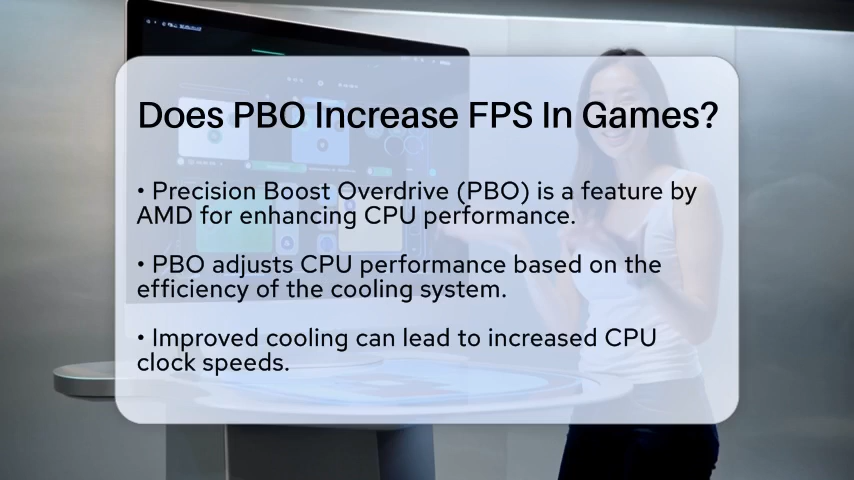 Does PBO Increase FPS In Games?
• Precision Boost Overdrive (PBO) is a feature by
AMD for enhancing CPU performance.
• PBO adjusts CPU performance based on the
efficiency of the cooling system.
• Improved cooling can lead to increased CPU
clock speeds.